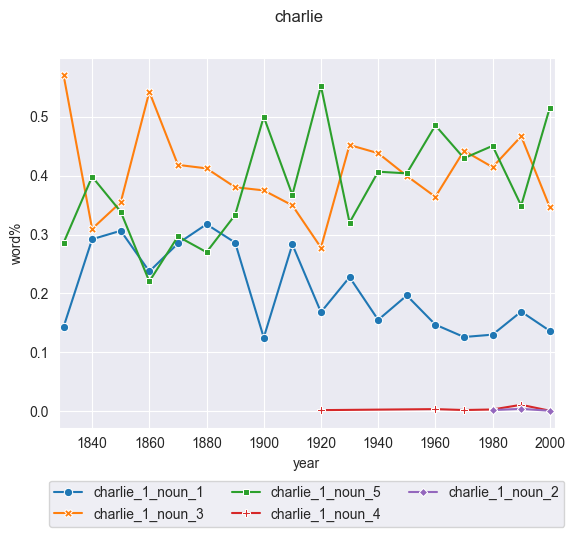 charlie
0.5
0.4
0.3
0.2
0.1
0.0
word%
1840 1860 1880 1900 1920 1940 1960 1980 2000
year
charlie_1_noun_1 charlie_1_noun_5 charlie_1_noun_2
charlie_1_noun_3 charlie_1_noun_4